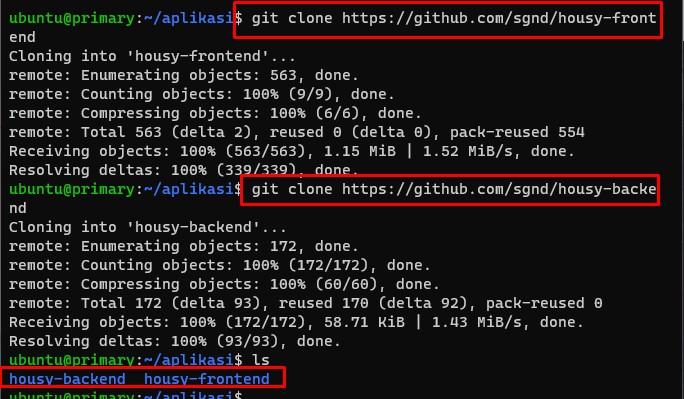 ubuntu@primary:~/aplikasi$ git clone https://github.com/sgnd/housy-front
end
Cloning into 'housy-frontend'...
remote: Enumerating objects: 563, done.
remote: Counting objects: 100% (9/9), done.
remote: Compressing objects: 100% (6/6), done.
remote: Total 563 (delta 2), reused 0 (delta 0), pack-reused 554
Receiving objects: 100% (563/563), 1.15 MiB | 1.52 MiB/s, done.
Resolving deltas: 100% (339/339), done.
ubuntu@primary:~/aplikasi$ git clone https://github.com/sgnd/housy-backe
nd
Cloning into 'housy-backend'...
remote: Enumerating objects: 172, done.
remote: Counting objects: 100% (172/172), done.
remote: Compressing objects: 100% (60/60), done.
remote: Total 172 (delta 93), reused 170 (delta 92), pack-reused 0
Receiving objects: 100% (172/172), 58.71 KiB | 1.43 MiB/s, done.
Resolving deltas: 100% (93/93), done.
ubuntu@primary:~/aplikasi$ ls
housy-backend  housy-frontend
ubuntu@primary:~/aplikasi$